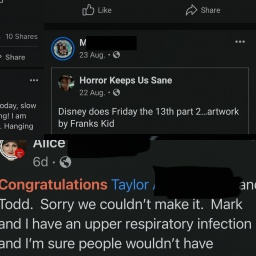 Like
Share
10 Shares
Share
M
23 Aug. ·
Horror Keeps Us Sane
22 Aug. ·
Disney does Friday the 13th part 2...artwork
by Franks Kid
oday, slow
ng! I am
. Hanging
Alice
6d ·
Congratulations Taylor
and
Todd. Sorry we couldn't make it. Mark
and I have an upper respiratory infection
and I'm sure people wouldn't have